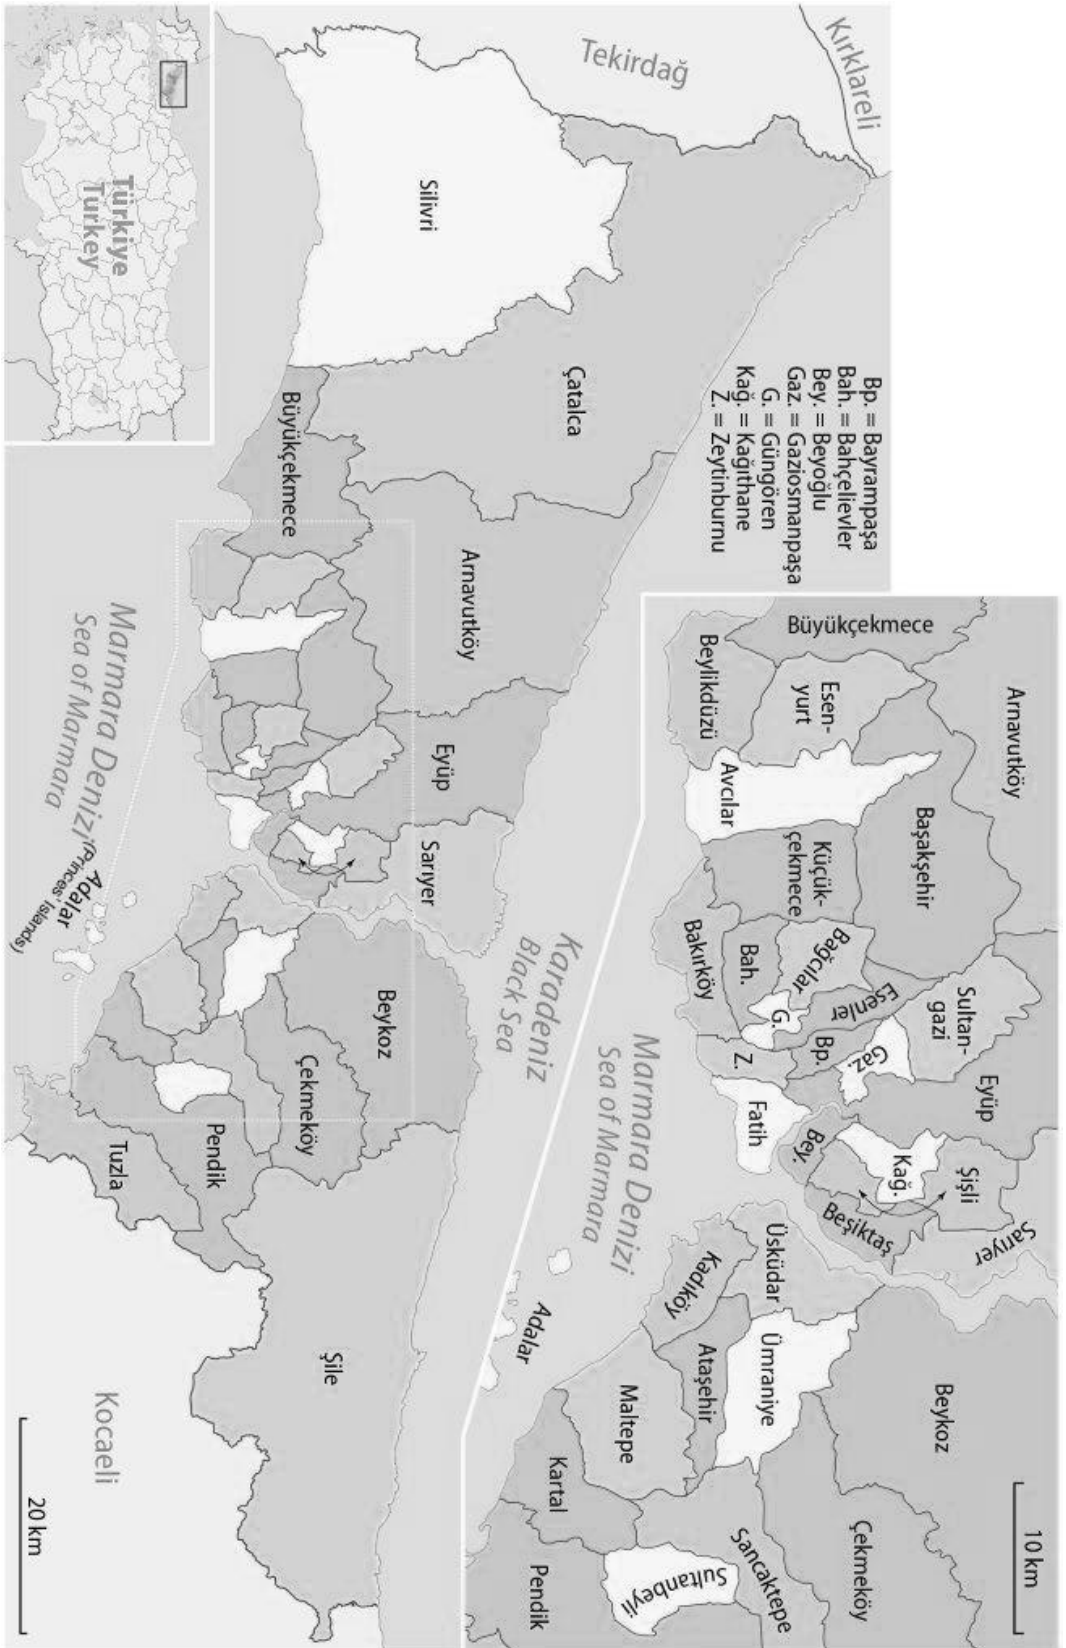 Kırklareli
Tekirdağ
Türkiye
Turkey
Silivri
Çatalca
Büyükçekmece
Arnavutköy
Eyüp
Sarıyer
Beykoz
Çekmeköy
Pendik
Tuzla
Şile
Kocaeli
20 km
Marmara Denizi
Sea of Marmara
Adalar
(Princes' Islands)
Karadeniz
Black Sea
Bp. = Bayrampaşa
Bah. = Bahçelievler
Bey. = Beyoğlu
Gaz. = Gaziosmanpaşa
G. = Güngören
Kağ. = Kağıthane
Z. = Zeytinburnu
Büyükçekmece
Arnavutköy
Beylikdüzü
Esen-
yurt
Avcılar
Başakşehir
Küçük-
çekmece
Bakırköy
Bah.
Bağcılar
G.
Esenler
Sultan-
gazi
Gaz.
Bp.
Z.
Eyüp
Fatih
Bey.
Kağ.
Şişli
Beşiktaş
Sarıyer
Marmara Denizi
Sea of Marmara
Adalar
Üsküdar
Kadıköy
Ataşehir
Ümraniye
Beykoz
Maltepe
Kartal
Pendik
Sultanbeyli
Sancaktepe
Çekmeköy
10 km